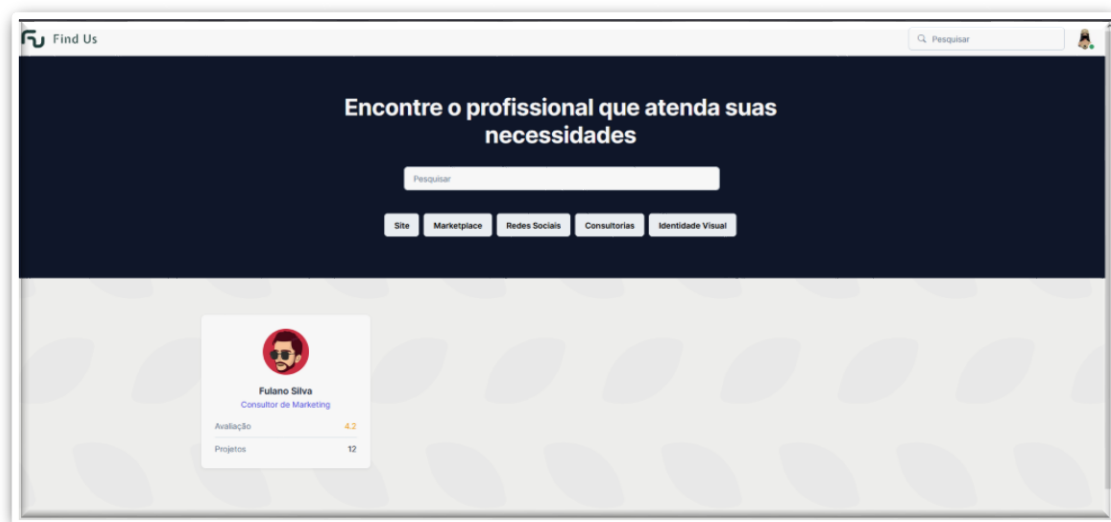 Find Us
Pesquisar
Encontre o profissional que atenda suas
necessidades
Pesquisar
Site Marketplace Redes Sociais Consultorias Identidade Visual
Fulano Silva
Consultor de Marketing
Avaliação 4.2
Projetos 12